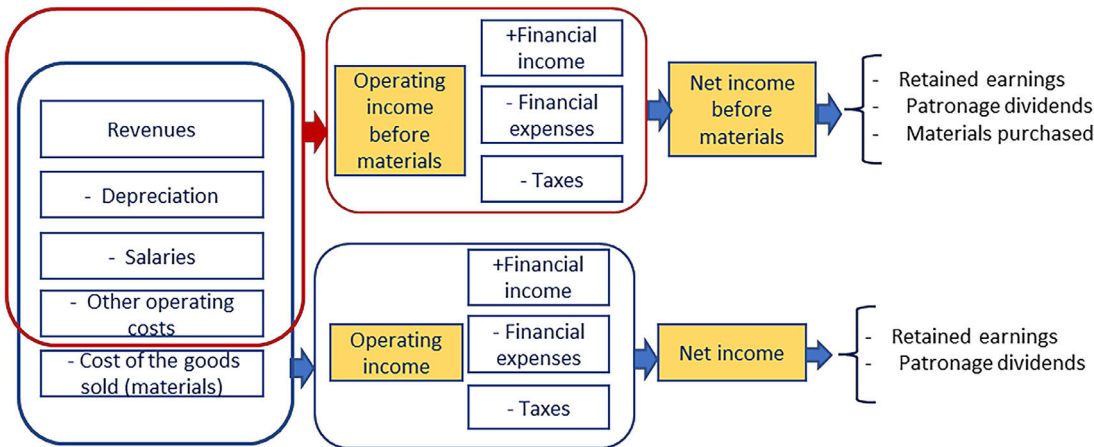 Revenues
- Depreciation
- Salaries
- Other operating
costs
- Cost of the goods
sold (materials)
Operating
income
before
materials
+Financial
income
- Financial
expenses
- Taxes
Net income
before
materials
- Retained earnings
- Patronage dividends
- Materials purchased
Operating
income
+Financial
income
- Financial
expenses
- Taxes
Net income
- Retained earnings
- Patronage dividends